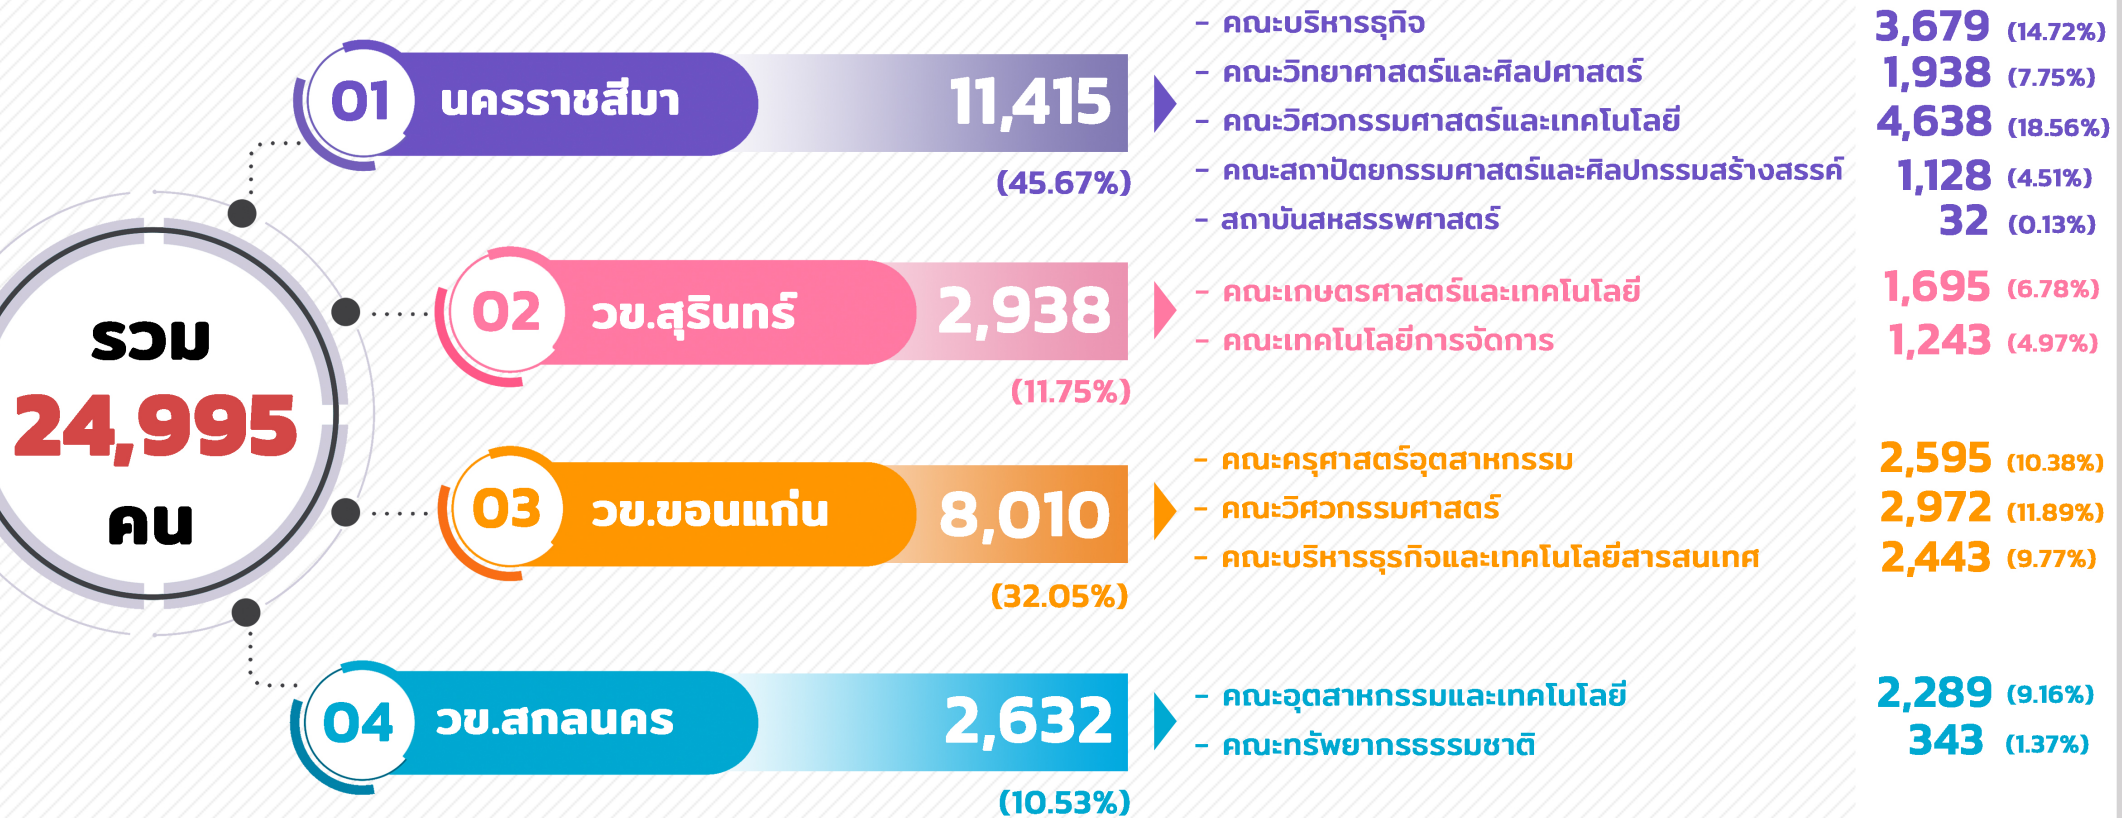 รวม
24,995
คน
01 นครราชสีมา 11,415
(45.67%)
- คณะบริหารธุกิจ 3,679 (14.72%)
- คณะวิทยาศาสตร์และศิลปศาสตร์ 1,938 (7.75%)
- คณะวิศวกรรมศาสตร์และเทคโนโลยี 4,638 (18.56%)
- คณะสถาปัตยกรรมศาสตร์และศิลปกรรมสร้างสรรค์ 1,128 (4.51%)
- สถาบันสหสรรพศาสตร์ 32 (0.13%)
02 วข.สุรินทร์ 2,938
(11.75%)
- คณะเกษตรศาสตร์และเทคโนโลยี 1,695 (6.78%)
- คณะเทคโนโลยีการจัดการ 1,243 (4.97%)
03 วข.ขอนแก่น 8,010
(32.05%)
- คณะครุศาสตร์อุตสาหกรรม 2,595 (10.38%)
- คณะวิศวกรรมศาสตร์ 2,972 (11.89%)
- คณะบริหารธุรกิจและเทคโนโลยีสารสนเทศ 2,443 (9.77%)
04 วข.สกลนคร 2,632
(10.53%)
- คณะอุตสาหกรรมและเทคโนโลยี 2,289 (9.16%)
- คณะทรัพยากรธรรมชาติ 343 (1.37%)